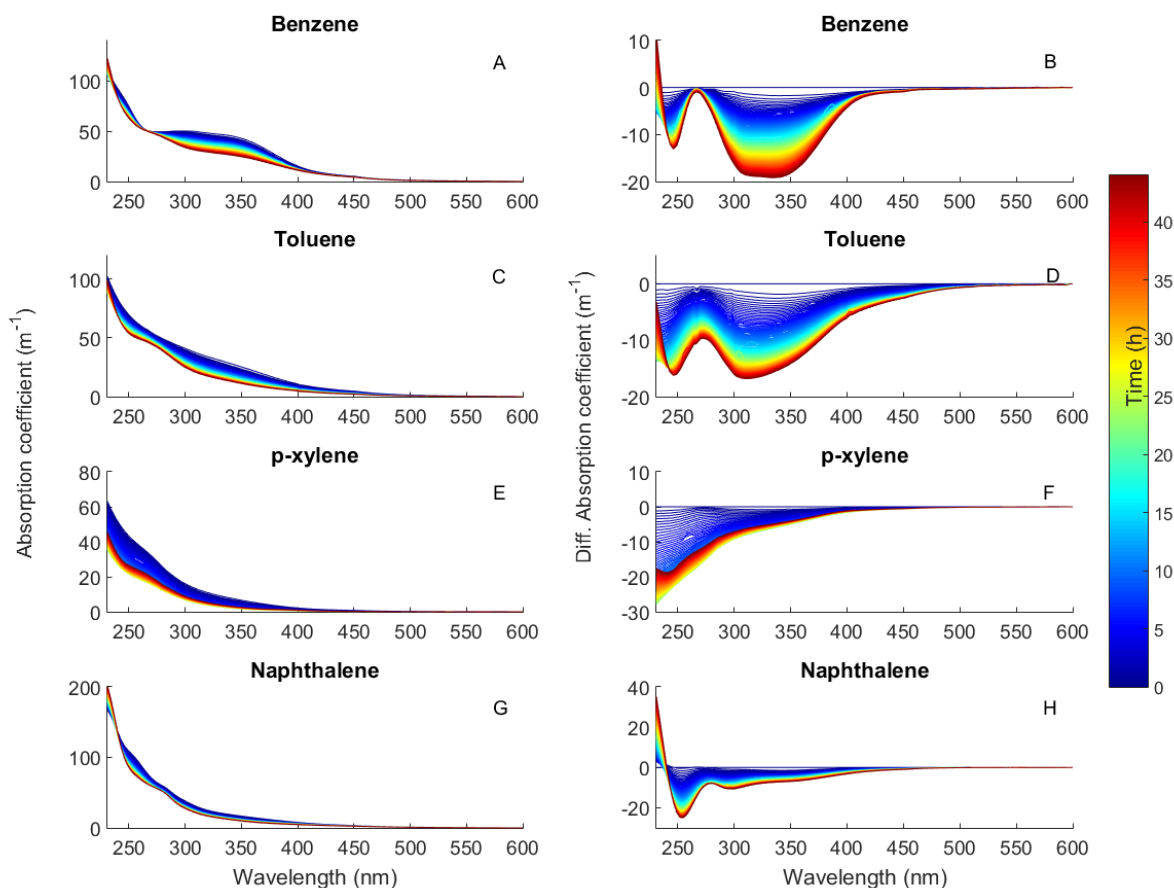 Benzene
A
100
50
0
250 300 350 400 450 500 550 600
Benzene
B
10
0
-10
-20
250 300 350 400 450 500 550 600
Toluene
C
100
50
0
250 300 350 400 450 500 550 600
Toluene
D
0
-10
-20
250 300 350 400 450 500 550 600
p-xylene
E
80
60
40
20
0
250 300 350 400 450 500 550 600
p-xylene
F
10
0
-10
-20
-30
250 300 350 400 450 500 550 600
Naphthalene
G
200
100
0
250 300 350 400 450 500 550 600
Wavelength (nm)
Naphthalene
H
40
20
0
-20
250 300 350 400 450 500 550 600
Wavelength (nm)
Absorption coefficient (m⁻¹)
Diff. Absorption coefficient (m⁻¹)
Time (h)
40
35
30
25
20
15
10
5
0